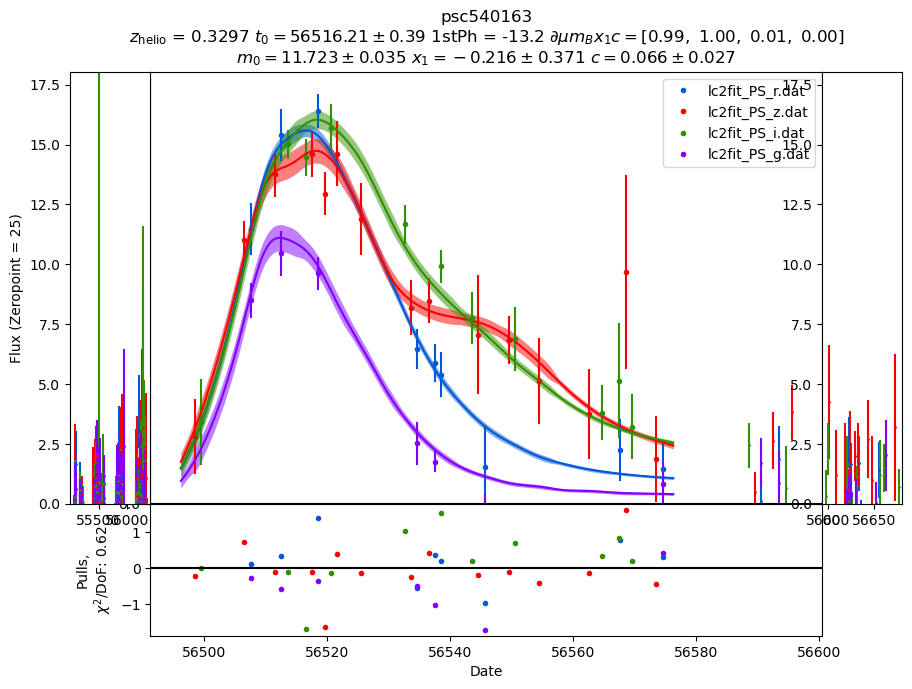 psc540163
z_helio = 0.3297 t_0 = 56516.21 ± 0.39 1stPh = -13.2 ∂μm_Bx_1c = [0.99, 1.00, 0.01, 0.00]
m_0 = 11.723 ± 0.035 x_1 = −0.216 ± 0.371 c = 0.066 ± 0.027
lc2fit_PS_r.dat
lc2fit_PS_z.dat
lc2fit_PS_i.dat
lc2fit_PS_g.dat
Flux (Zeropoint = 25)
17.5
15.0
12.5
10.0
7.5
5.0
2.5
0.0
17.5
15.0
12.5
10.0
7.5
5.0
2.5
0.0
55500
56000
56600
56650
Pulls,
χ²/DoF: 0.62
1
0
−1
56500
56520
56540
56560
56580
56600
Date